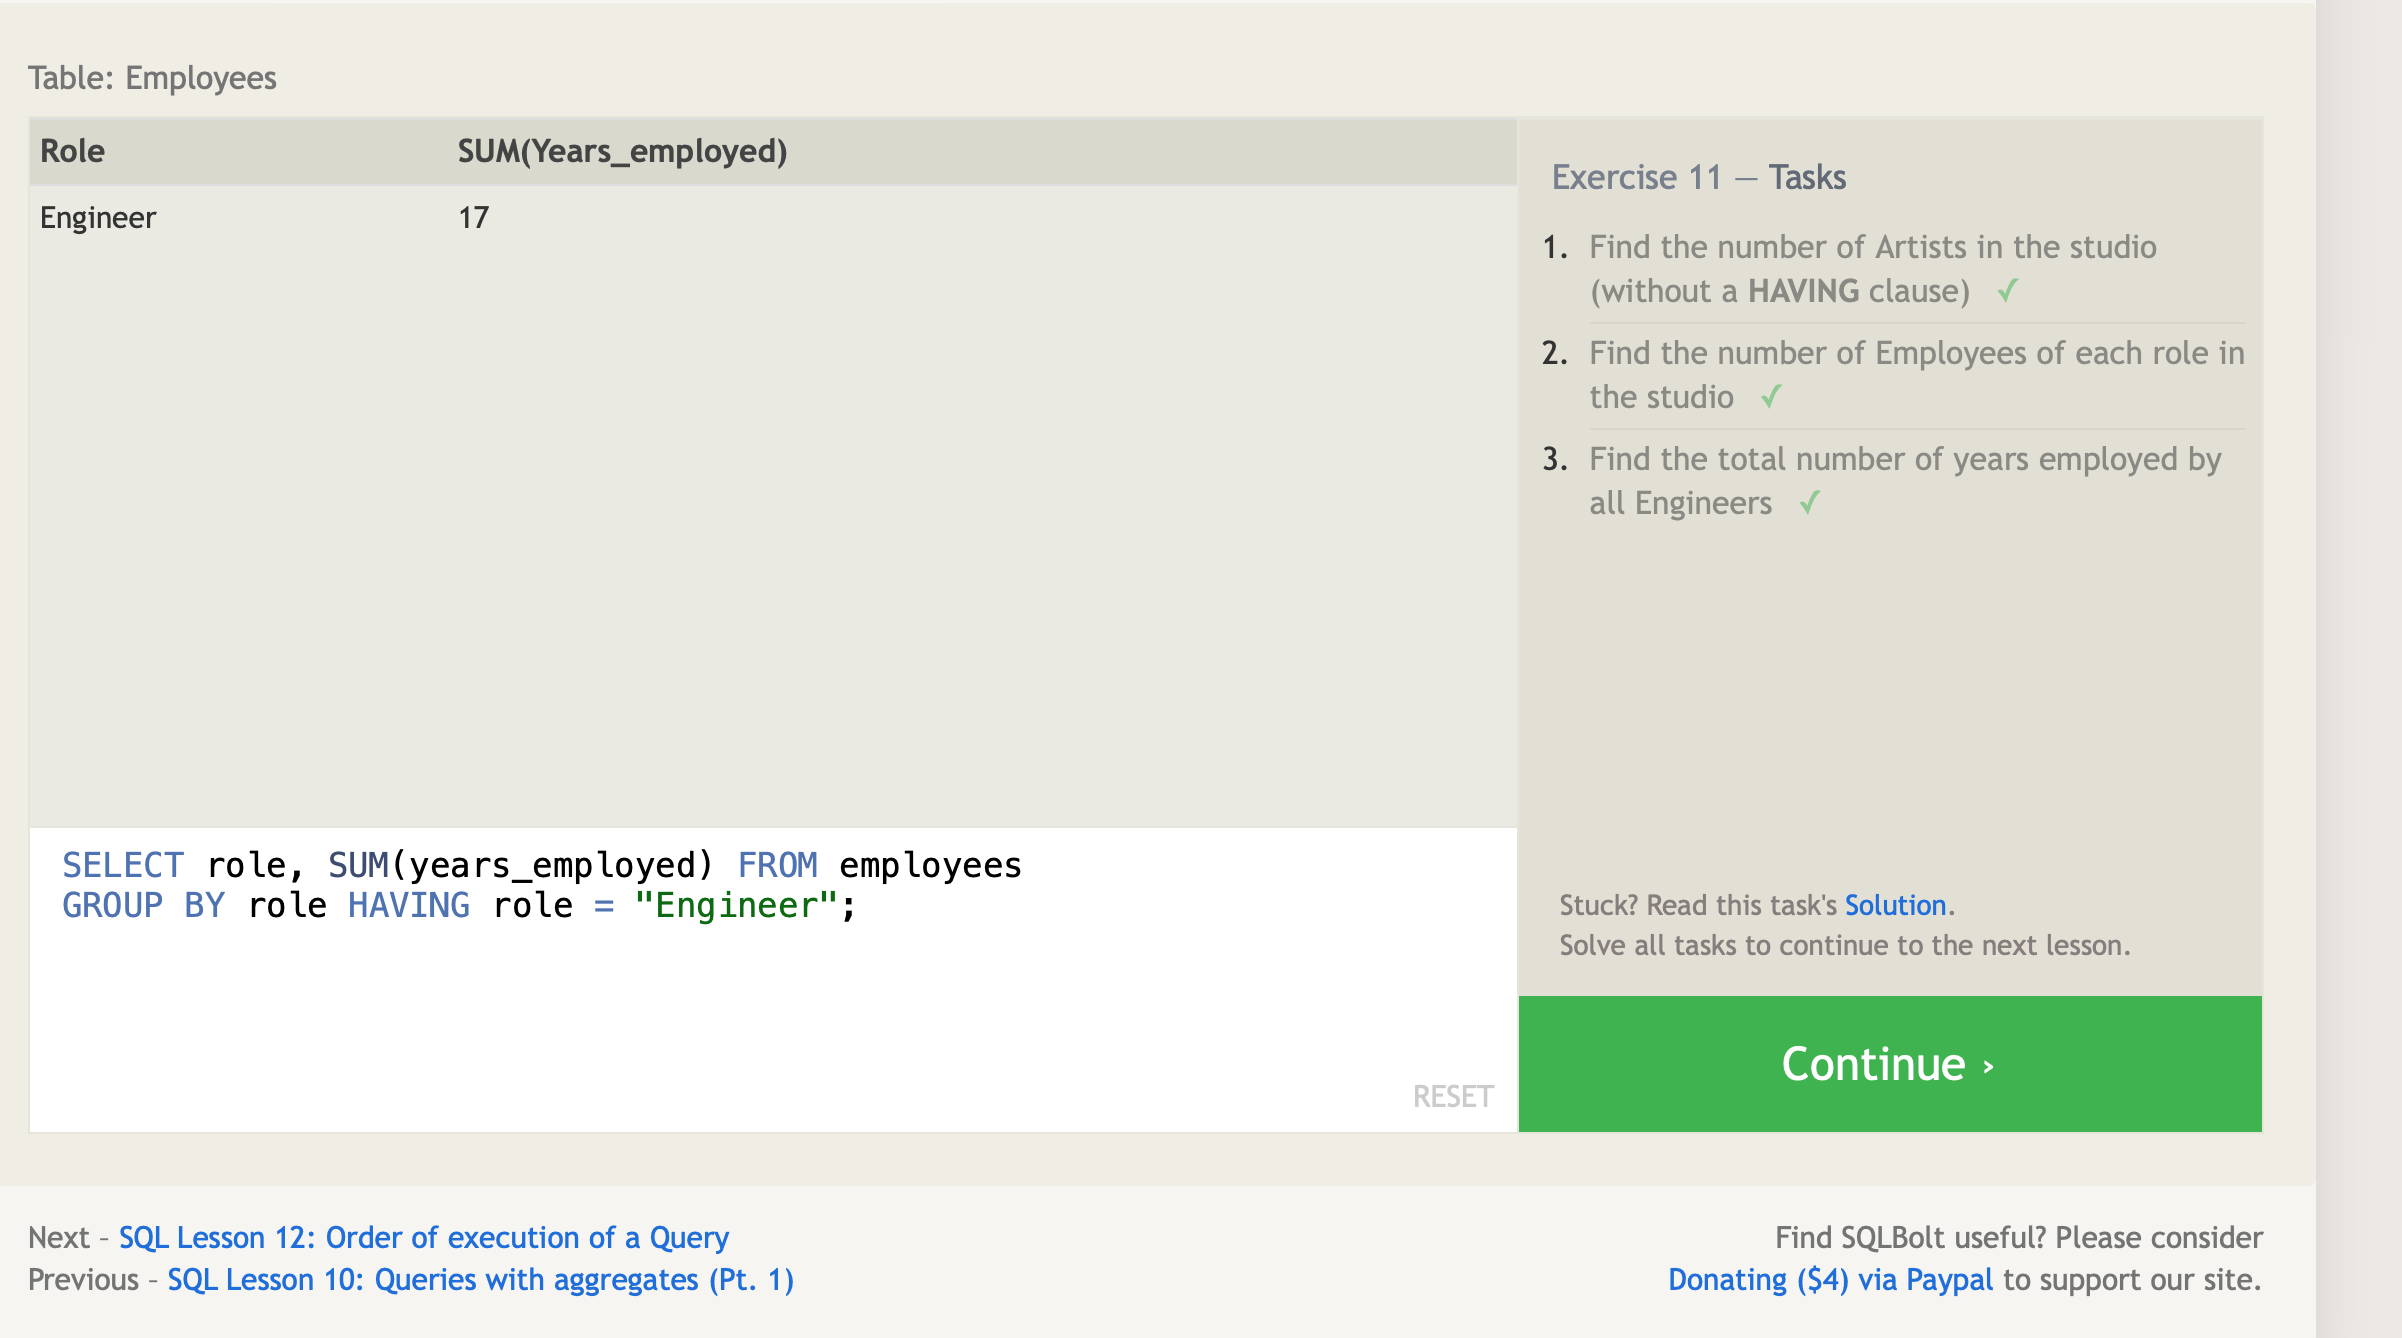 Table: Employees
Role SUM(Years_employed)
Engineer 17
SELECT role, SUM(years_employed) FROM employees
GROUP BY role HAVING role = "Engineer";
RESET
Exercise 11 — Tasks
1. Find the number of Artists in the studio
(without a HAVING clause) ✓
2. Find the number of Employees of each role in
the studio ✓
3. Find the total number of years employed by
all Engineers ✓
Stuck? Read this task's Solution.
Solve all tasks to continue to the next lesson.
Continue ›
Next – SQL Lesson 12: Order of execution of a Query
Previous – SQL Lesson 10: Queries with aggregates (Pt. 1)
Find SQLBolt useful? Please consider
Donating ($4) via Paypal to support our site.